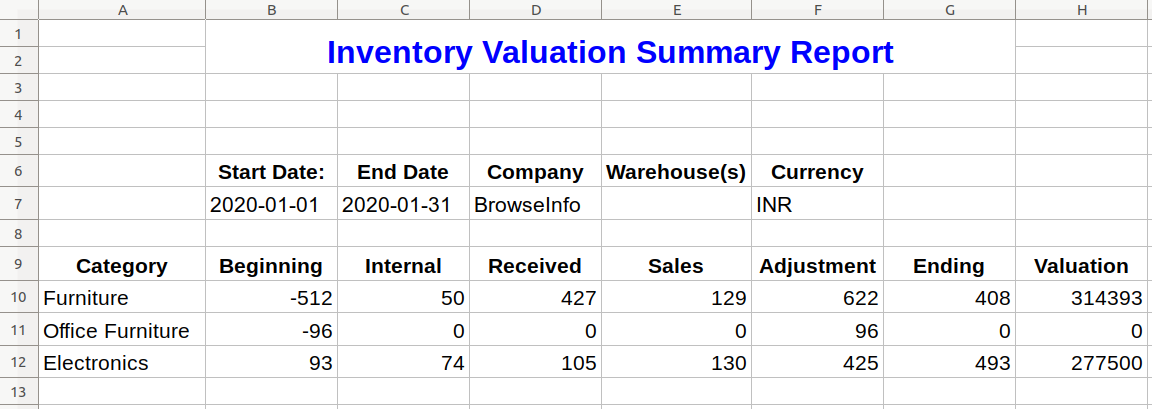 A B C D E F G H
1
Inventory Valuation Summary Report
2
3
4
5
6 Start Date: End Date Company Warehouse(s) Currency
7 2020-01-01 2020-01-31 BrowseInfo INR
8
9 Category Beginning Internal Received Sales Adjustment Ending Valuation
10 Furniture -512 50 427 129 622 408 314393
11 Office Furniture -96 0 0 0 96 0 0
12 Electronics 93 74 105 130 425 493 277500
13